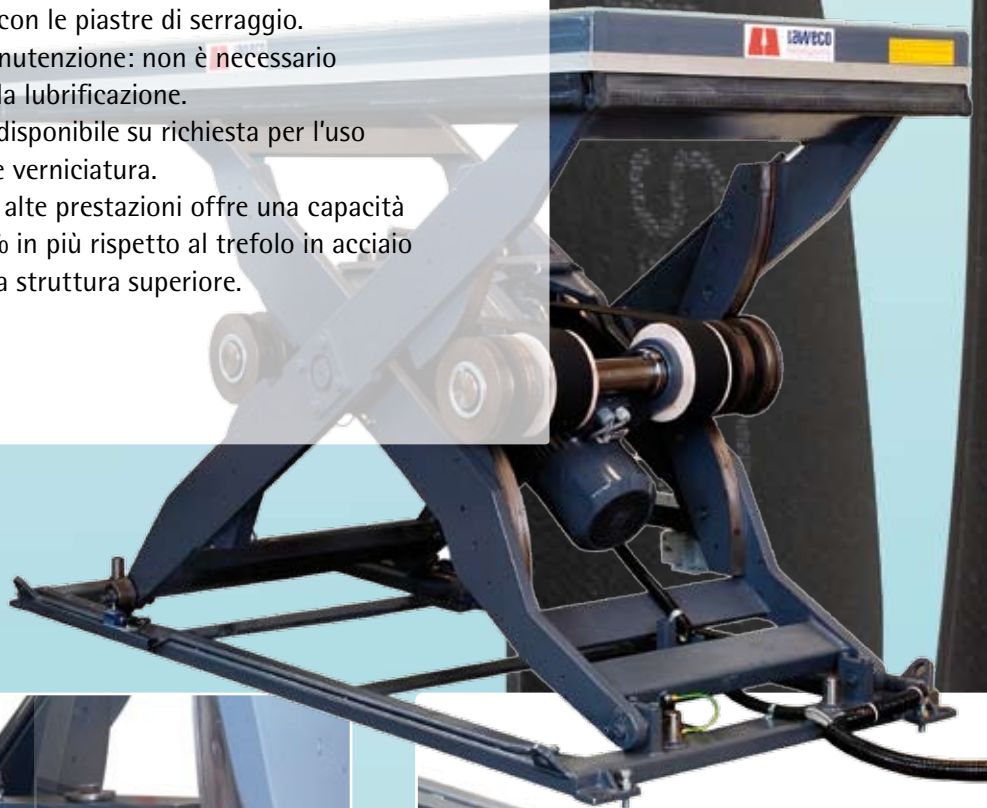 con le piastre di serraggio.
nutenzione: non è necessario
la lubrificazione.
disponibile su richiesta per l'uso
e verniciatura.
alte prestazioni offre una capacità
% in più rispetto al trefolo in acciaio
a struttura superiore.
saweco